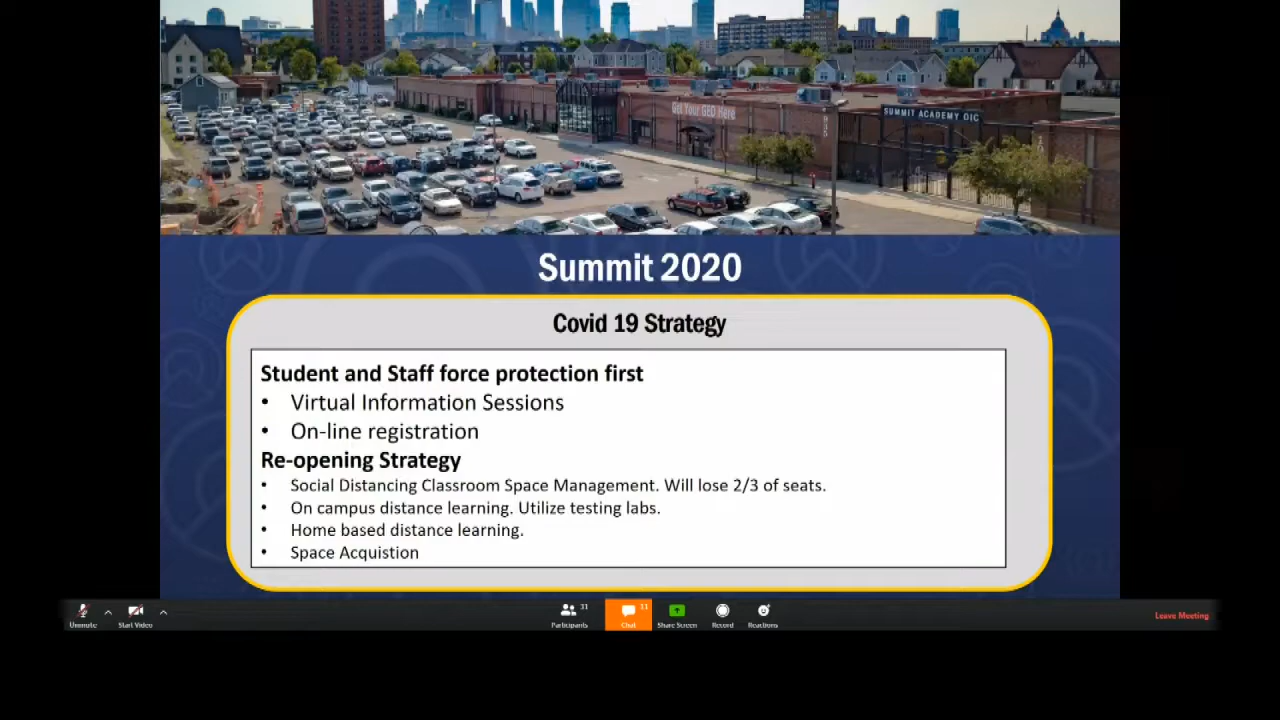 Get Your GED Here
SUMMIT ACADEMY OIC
Summit 2020
Covid 19 Strategy
Student and Staff force protection first
• Virtual Information Sessions
• On-line registration
Re-opening Strategy
• Social Distancing Classroom Space Management. Will lose 2/3 of seats.
• On campus distance learning. Utilize testing labs.
• Home based distance learning.
• Space Acquistion
Unmute
Start Video
31
Participants
11
Chat
Share Screen
Record
Reactions
Leave Meeting